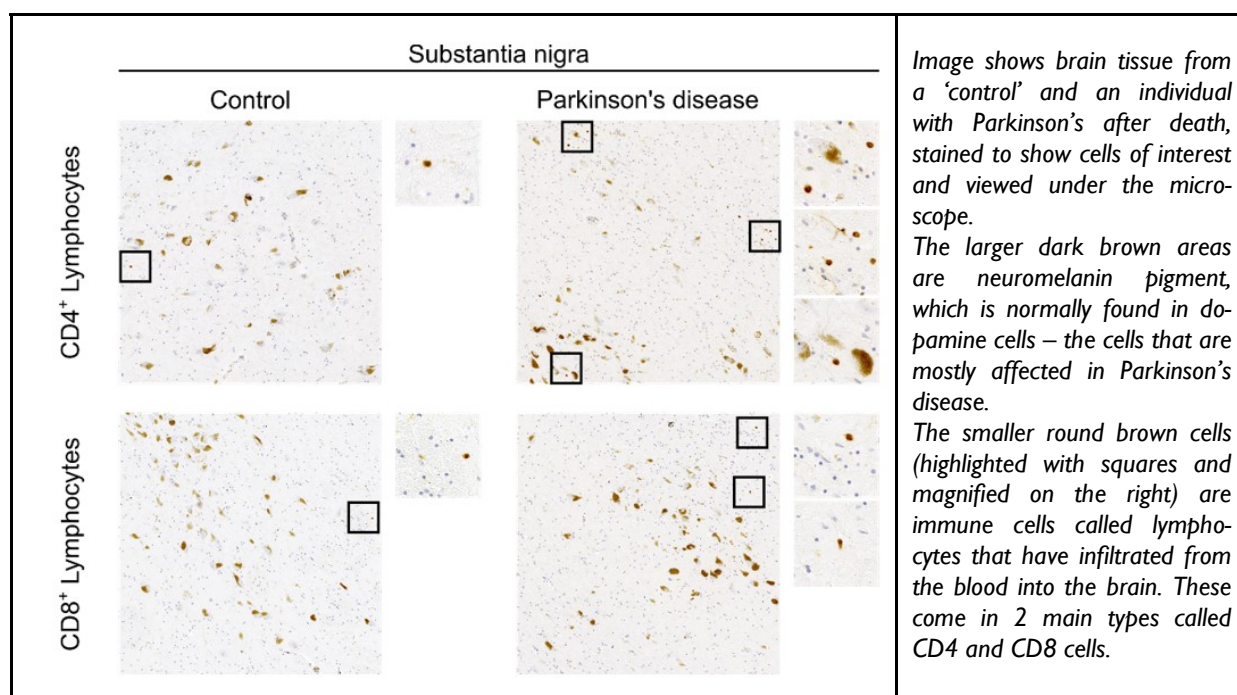 Substantia nigra
Control
Parkinson's disease
CD4+ Lymphocytes
CD8+ Lymphocytes
Image shows brain tissue from
a ‘control’ and an individual
with Parkinson’s after death,
stained to show cells of interest
and viewed under the micro-
scope.
The larger dark brown areas
are neuromelanin pigment,
which is normally found in do-
pamine cells – the cells that are
mostly affected in Parkinson’s
disease.
The smaller round brown cells
(highlighted with squares and
magnified on the right) are
immune cells called lympho-
cytes that have infiltrated from
the blood into the brain. These
come in 2 main types called
CD4 and CD8 cells.